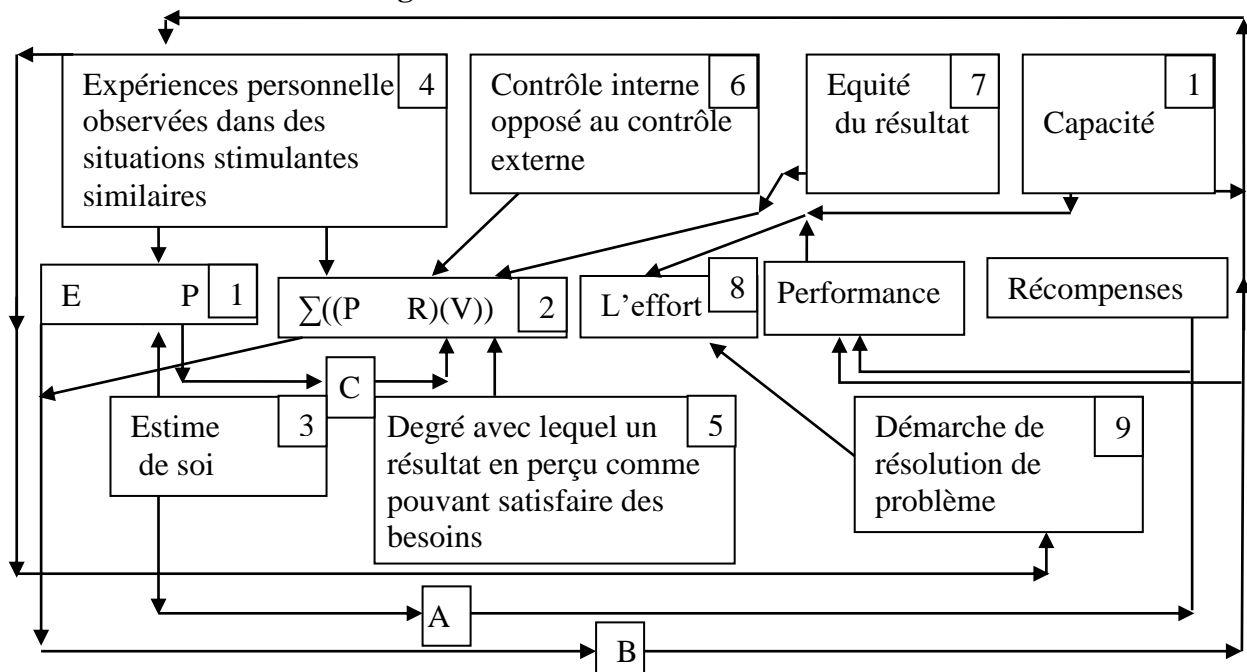 Expériences personnelle 4
observées dans des
situations stimulantes
similaires
Contrôle interne 6
opposé au contrôle
externe
Equité 7
du résultat
1
Capacité
E P 1
∑((P R)(V)) 2
L’effort 8
Performance
Récompenses
C
Estime 3
de soi
Degré avec lequel un 5
résultat en perçu comme
pouvant satisfaire des
besoins
Démarche de 9
résolution de
problème
A
B